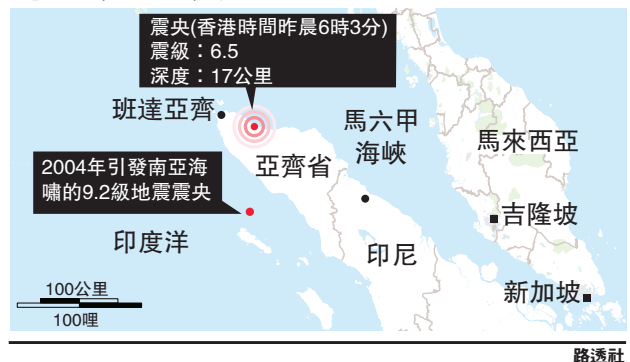 震央(香港時間昨晨6時3分)
震級：6.5
深度：17公里
班達亞齊
馬六甲
海峽
馬來西亞
亞齊省
2004年引發南亞海
嘯的9.2級地震震央
吉隆坡
印度洋
印尼
新加坡
100公里
100哩
路透社